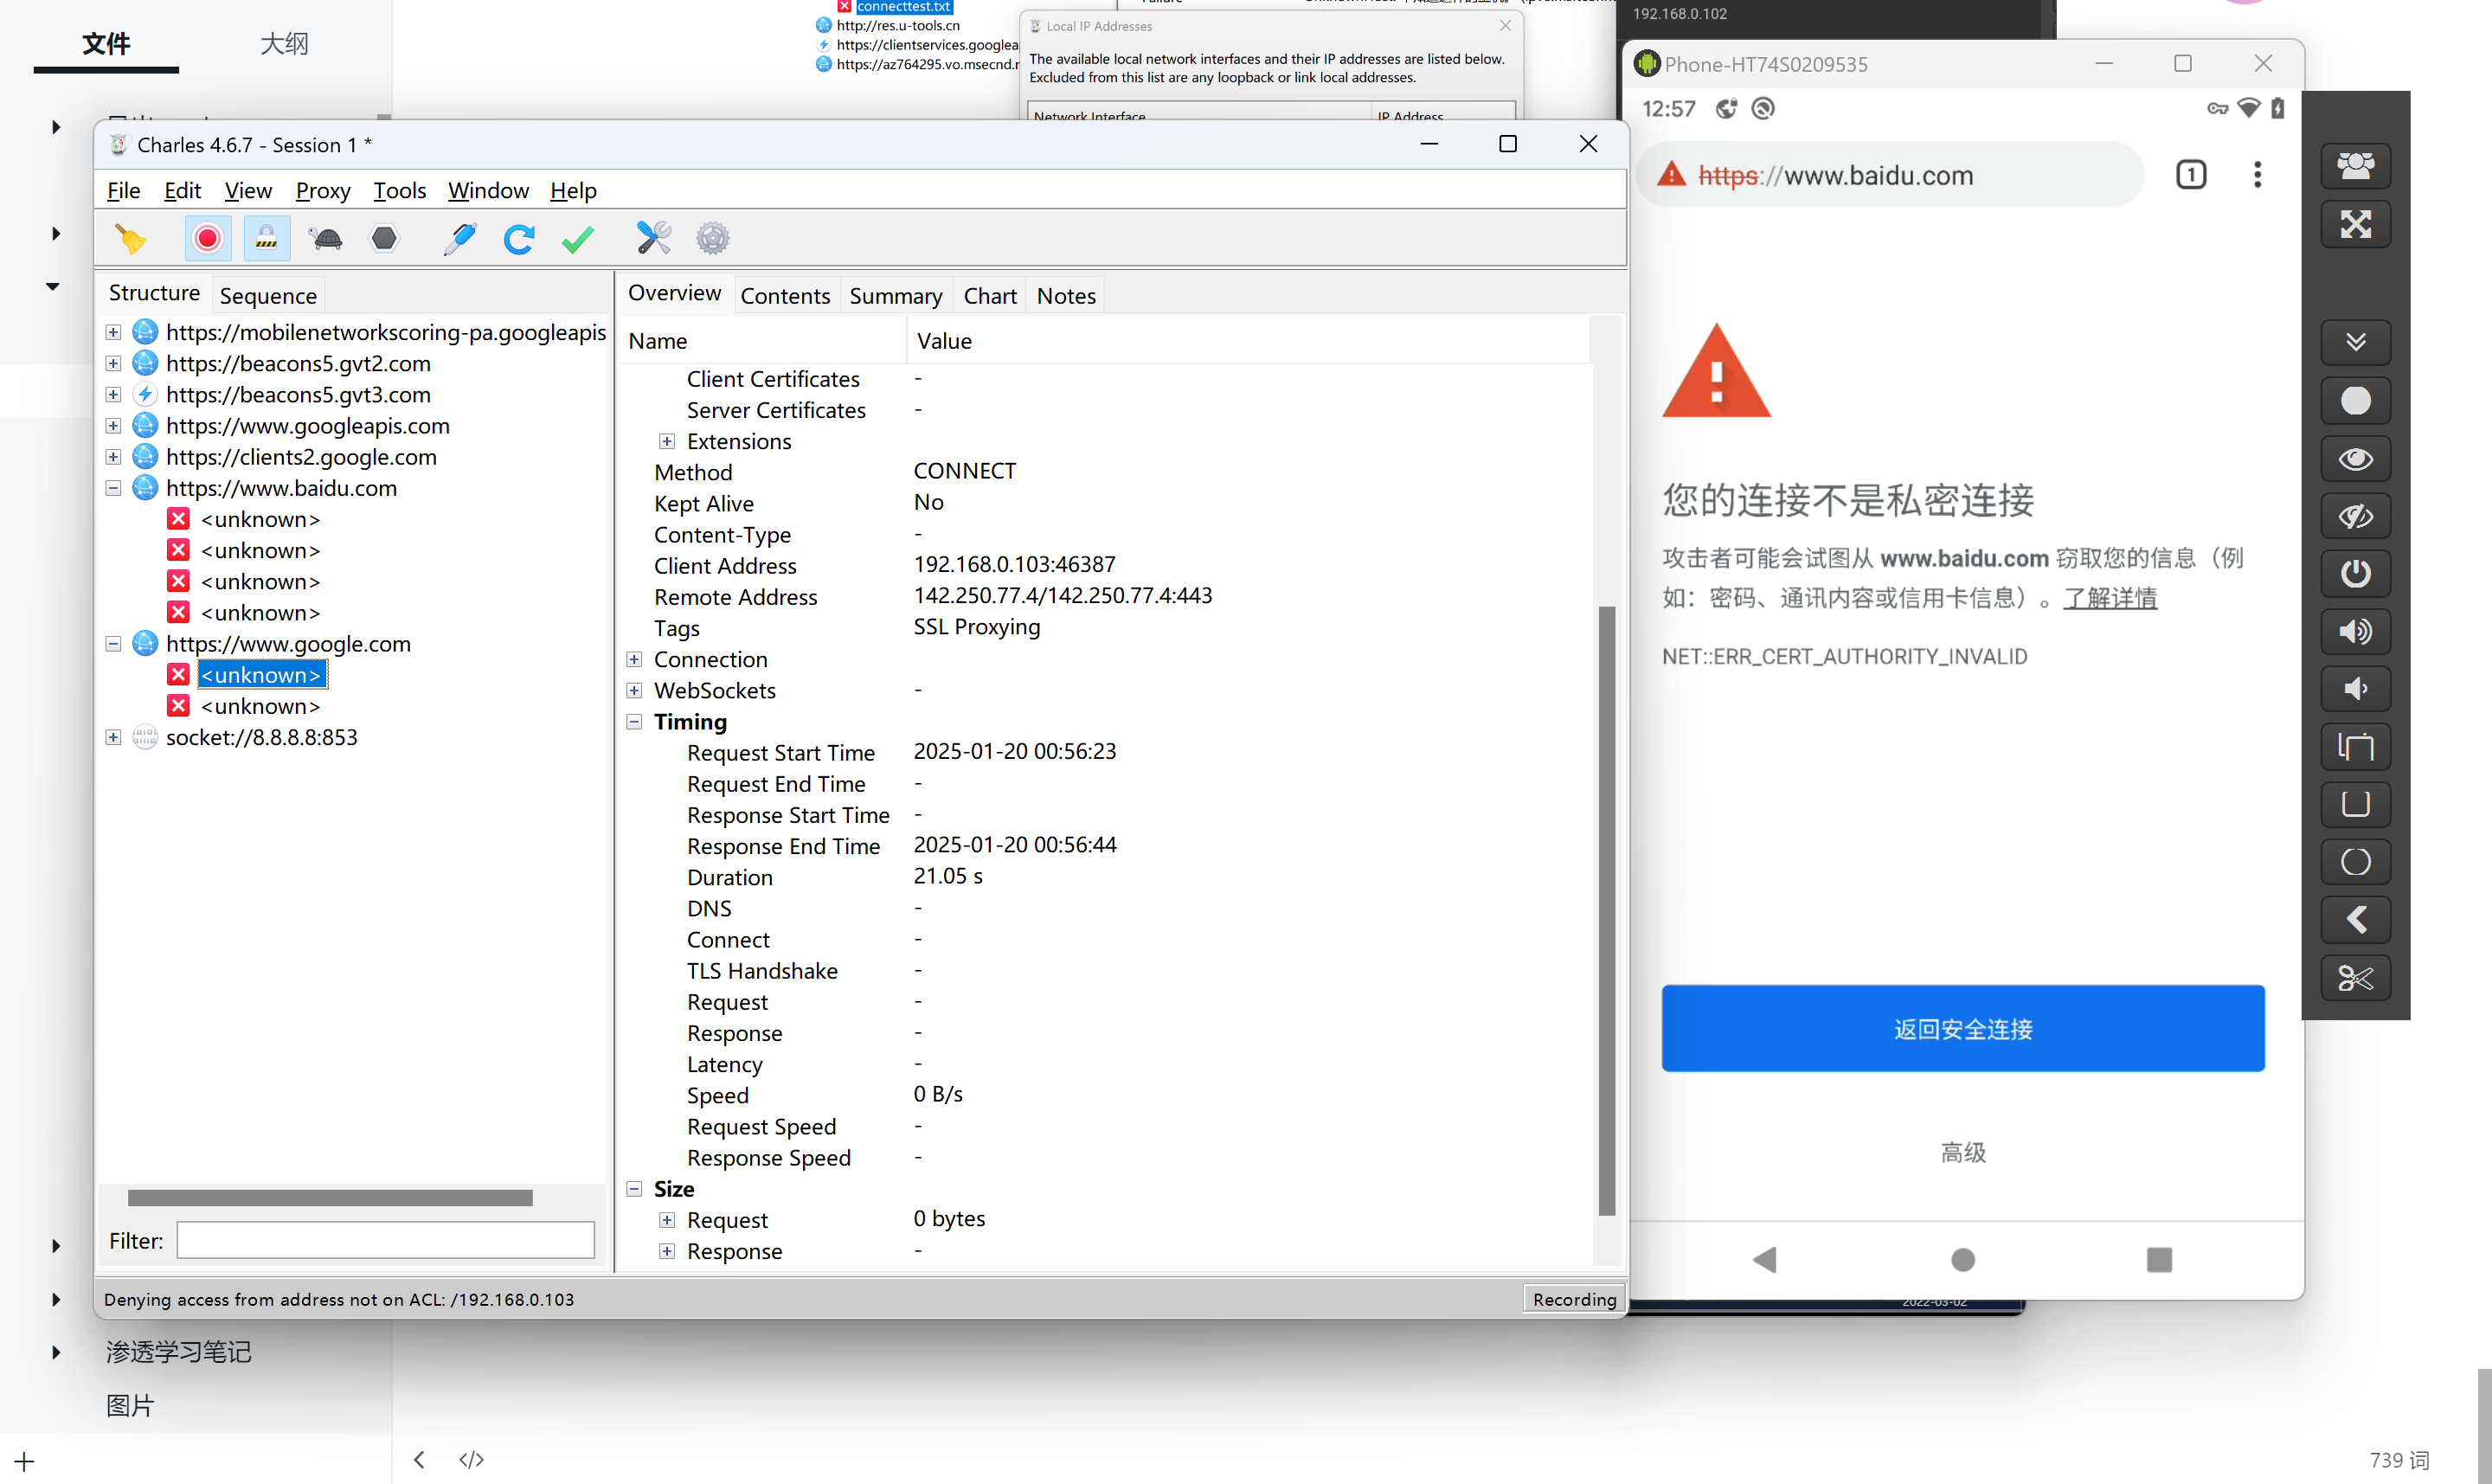 文件
大纲
connecttest.txt
http://res.u-tools.cn
https://clientservices.googlea
https://az764295.vo.msecnd.r
Local IP Addresses
The available local network interfaces and their IP addresses are listed below.
Excluded from this list are any loopback or link local addresses.
Network Interface
IP Address
192.168.0.102
Charles 4.6.7 - Session 1 *
File Edit View Proxy Tools Window Help
Structure Sequence
https://mobilenetworkscoring-pa.googleapis
https://beacons5.gvt2.com
https://beacons5.gvt3.com
https://www.googleapis.com
https://clients2.google.com
https://www.baidu.com
<unknown>
<unknown>
<unknown>
<unknown>
https://www.google.com
<unknown>
<unknown>
socket://8.8.8.8:853
Filter:
Overview Contents Summary Chart Notes
Name Value
Client Certificates -
Server Certificates -
Extensions
Method CONNECT
Kept Alive No
Content-Type -
Client Address 192.168.0.103:46387
Remote Address 142.250.77.4/142.250.77.4:443
Tags SSL Proxying
Connection
WebSockets -
Timing
Request Start Time 2025-01-20 00:56:23
Request End Time -
Response Start Time -
Response End Time 2025-01-20 00:56:44
Duration 21.05 s
DNS -
Connect -
TLS Handshake -
Request -
Response -
Latency -
Speed 0 B/s
Request Speed -
Response Speed -
Size
Request 0 bytes
Response -
Denying access from address not on ACL: /192.168.0.103
Recording
Phone-HT74S0209535
12:57
https://www.baidu.com
1
您的连接不是私密连接
攻击者可能会试图从 www.baidu.com 窃取您的信息（例
如：密码、通讯内容或信用卡信息）。了解详情
NET::ERR_CERT_AUTHORITY_INVALID
返回安全连接
高级
2022-03-02
渗透学习笔记
图片
739 词